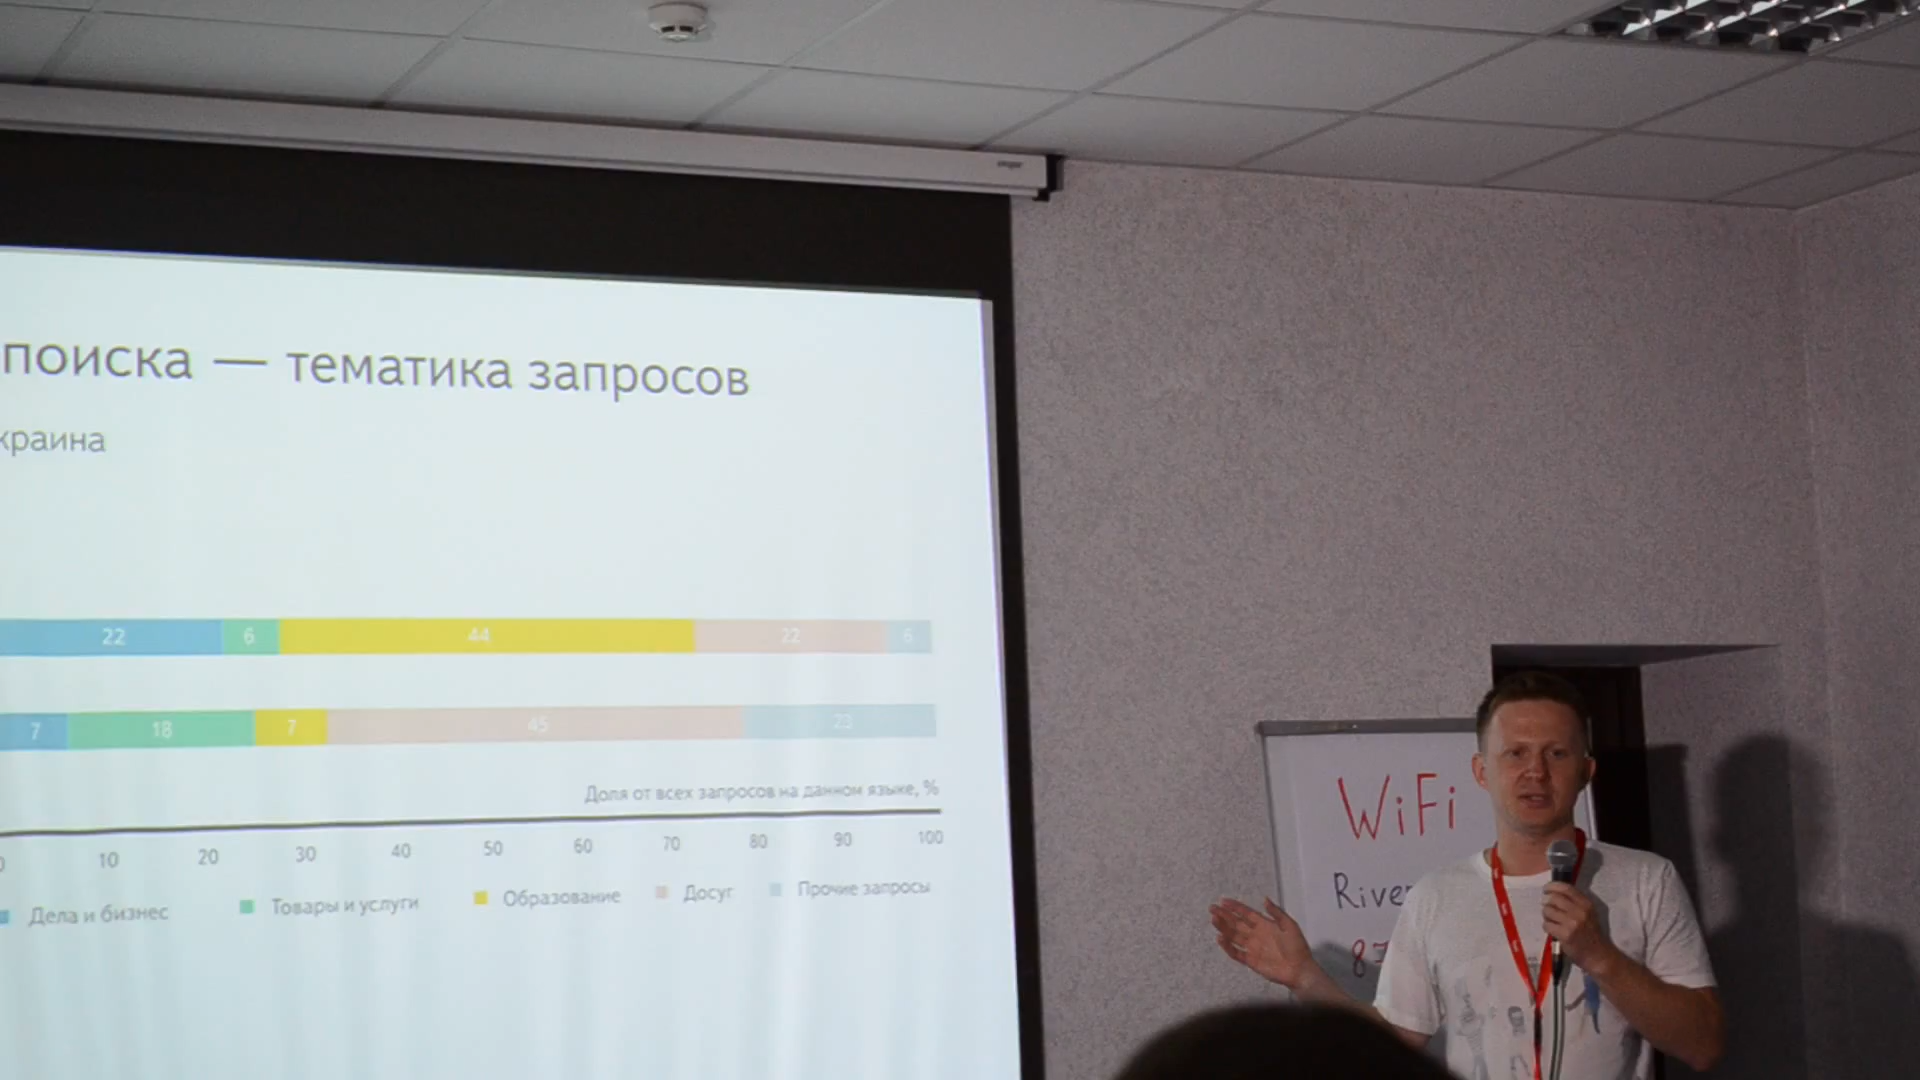 поиска — тематика запросов
краина
22 6 44 22 6
7 18 7 45 23
Доля от всех запросов на данном языке, %
0 10 20 30 40 50 60 70 80 90 100
Дела и бизнес Товары и услуги Образование Досуг Прочие запросы
WiFi
River